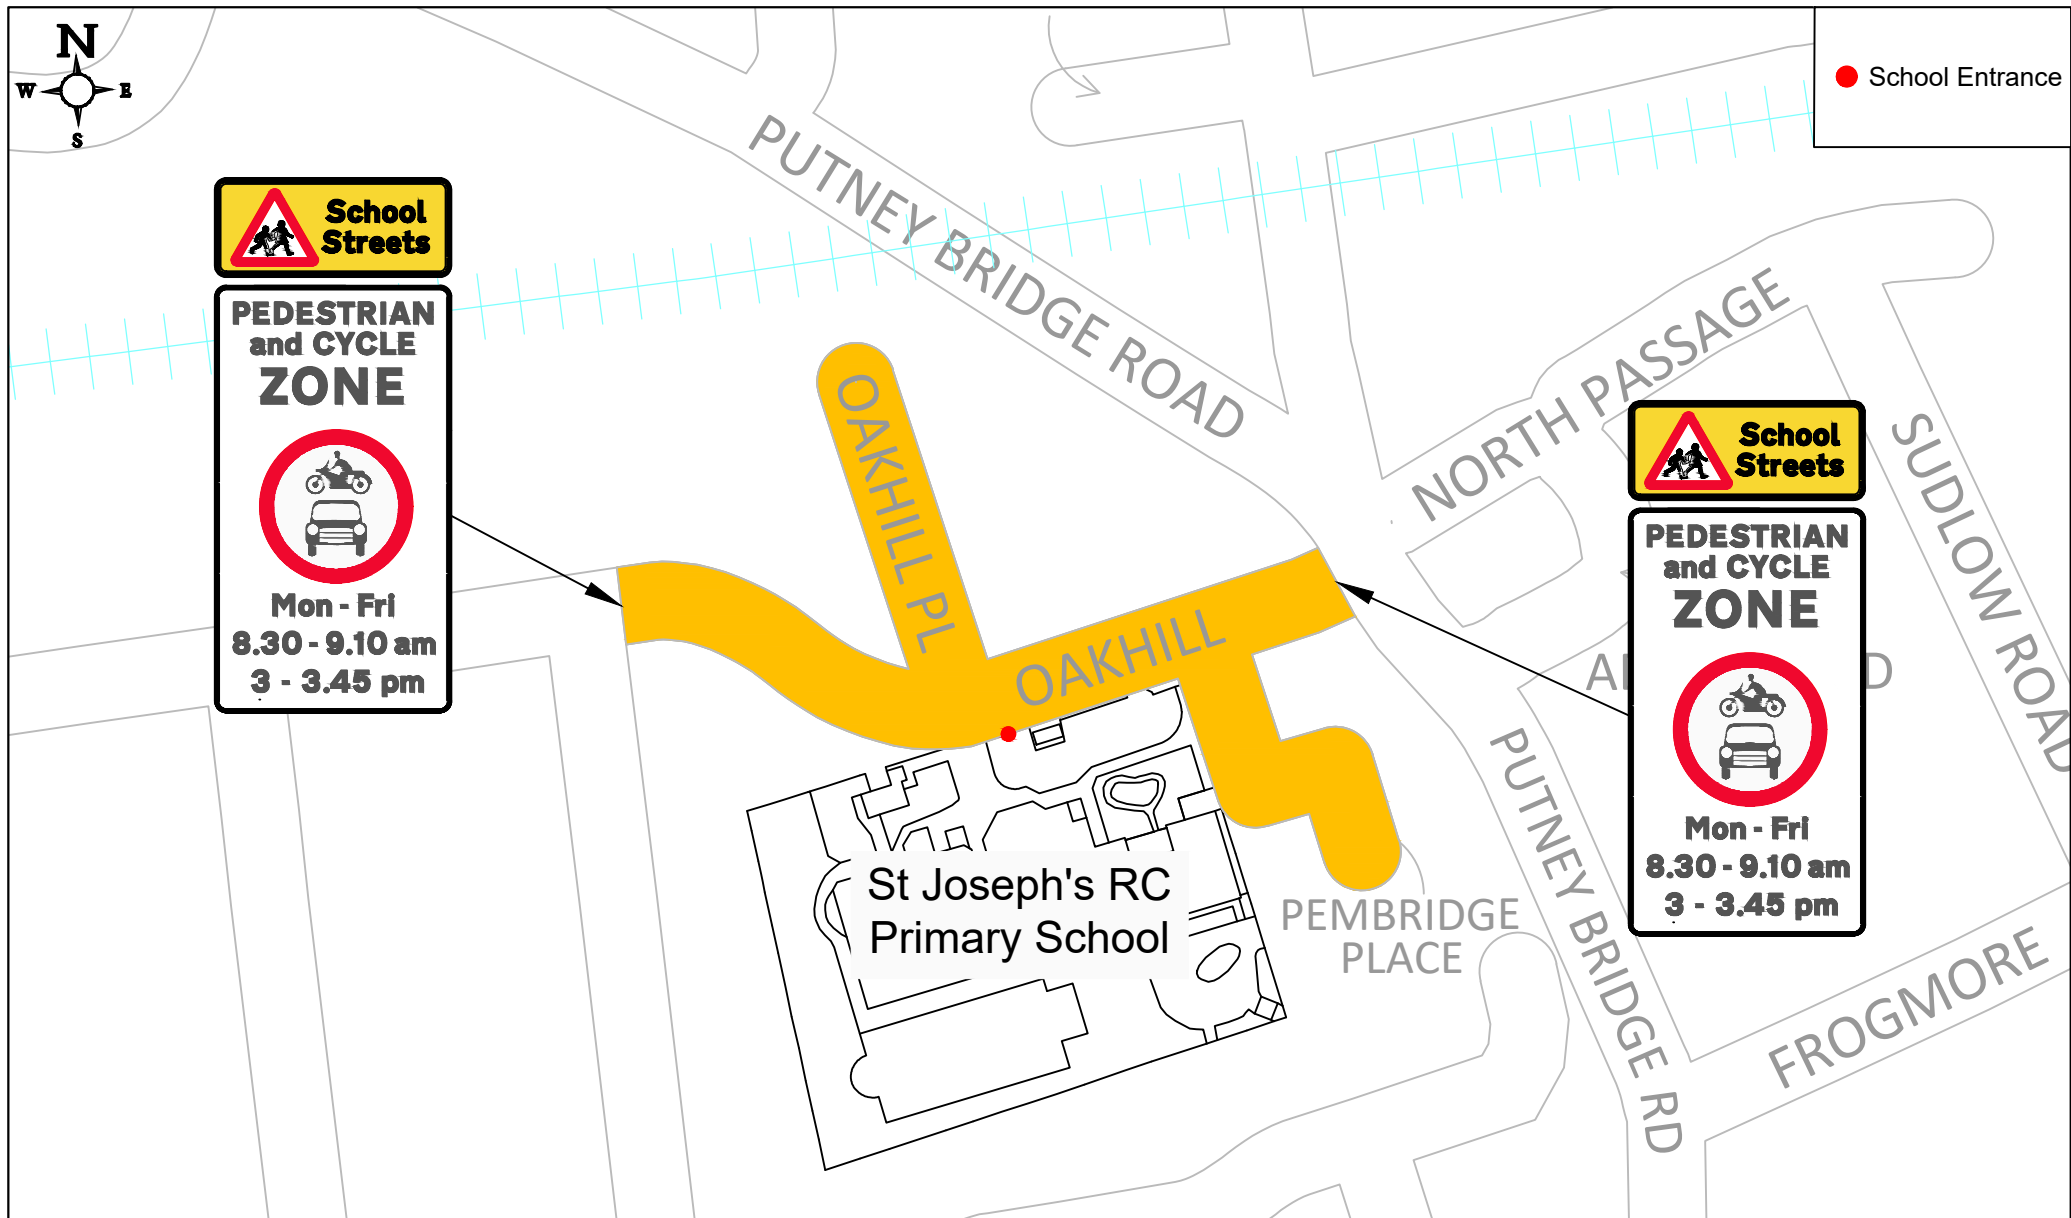 N
W
E
S
School Entrance
School
Streets
PEDESTRIAN
and CYCLE
ZONE
Mon - Fri
8.30 - 9.10 am
3 - 3.45 pm
PUTNEY BRIDGE ROAD
OAKHILL PL
OAKHILL
NORTH PASSAGE
SUDLOW ROAD
School
Streets
PEDESTRIAN
and CYCLE
ZONE
Mon - Fri
8.30 - 9.10 am
3 - 3.45 pm
St Joseph's RC
Primary School
PEMBRIDGE
PLACE
PUTNEY BRIDGE RD
FROGMORE